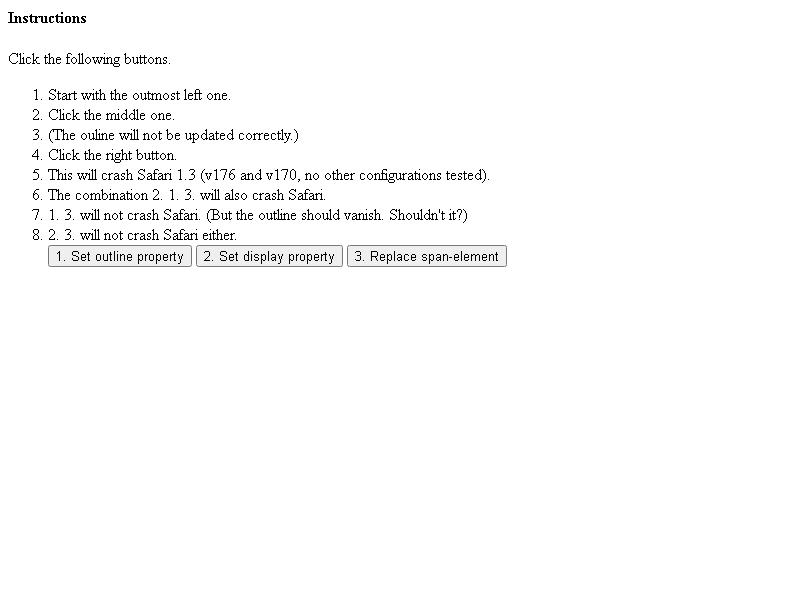 Instructions
Click the following buttons.
1. Start with the outmost left one.
2. Click the middle one.
3. (The ouline will not be updated correctly.)
4. Click the right button.
5. This will crash Safari 1.3 (v176 and v170, no other configurations tested).
6. The combination 2. 1. 3. will also crash Safari.
7. 1. 3. will not crash Safari. (But the outline should vanish. Shouldn't it?)
8. 2. 3. will not crash Safari either.
1. Set outline property 2. Set display property 3. Replace span-element